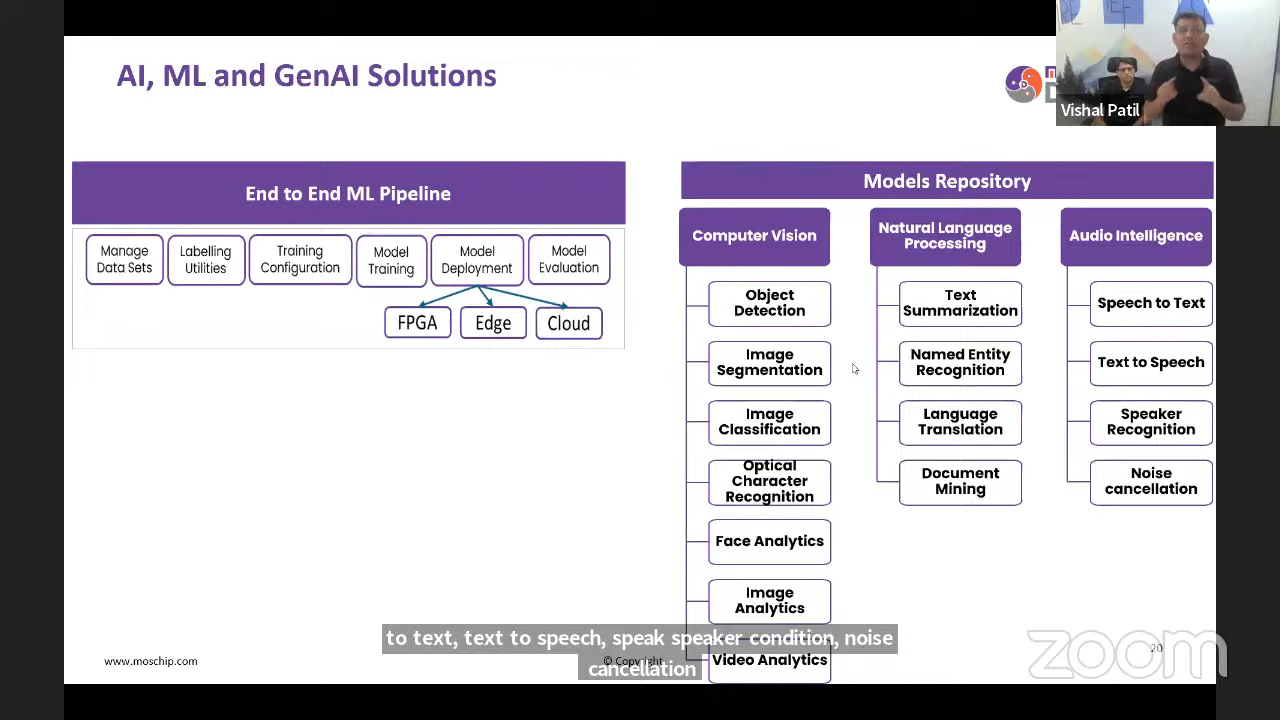 AI, ML and GenAI Solutions
Vishal Patil
End to End ML Pipeline
Manage
Data Sets
Labelling
Utilities
Training
Configuration
Model
Training
Model
Deployment
Model
Evaluation
FPGA
Edge
Cloud
Models Repository
Computer Vision
Object
Detection
Image
Segmentation
Image
Classification
Optical
Character
Recognition
Face Analytics
Image
Analytics
Video Analytics
Natural Language
Processing
Text
Summarization
Named Entity
Recognition
Language
Translation
Document
Mining
Audio Intelligence
Speech to Text
Text to Speech
Speaker
Recognition
Noise
cancellation
to text, text to speech, speak speaker condition, noise
cancellation
www.moschip.com
© Copyright
20
zoom